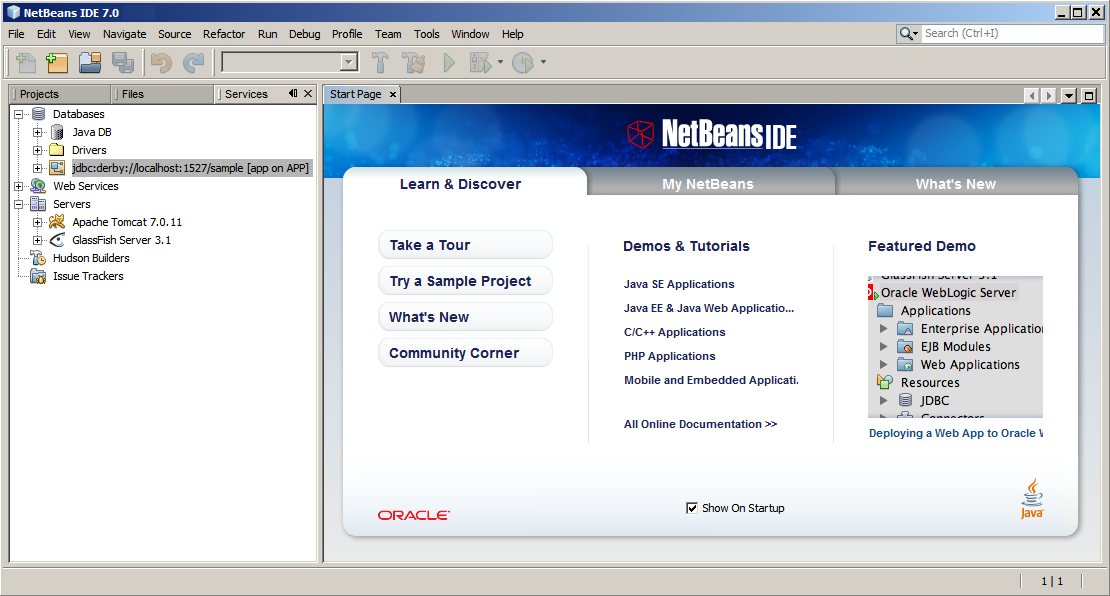 NetBeans IDE 7.0
File Edit View Navigate Source Refactor Run Debug Profile Team Tools Window Help
Search (Ctrl+I)
Projects
Files
Services
Databases
Java DB
Drivers
jdbc:derby://localhost:1527/sample [app on APP]
Web Services
Servers
Apache Tomcat 7.0.11
GlassFish Server 3.1
Hudson Builders
Issue Trackers
Start Page
NetBeans IDE
Learn & Discover
My NetBeans
What's New
Take a Tour
Try a Sample Project
What's New
Community Corner
Demos & Tutorials
Java SE Applications
Java EE & Java Web Applicatio...
C/C++ Applications
PHP Applications
Mobile and Embedded Applicati.
All Online Documentation >>
Featured Demo
GlassFish Server 3.1
Oracle WebLogic Server
Applications
Enterprise Application
EJB Modules
Web Applications
Resources
JDBC
Connectors
Deploying a Web App to Oracle W
ORACLE
Show On Startup
Java
1 | 1